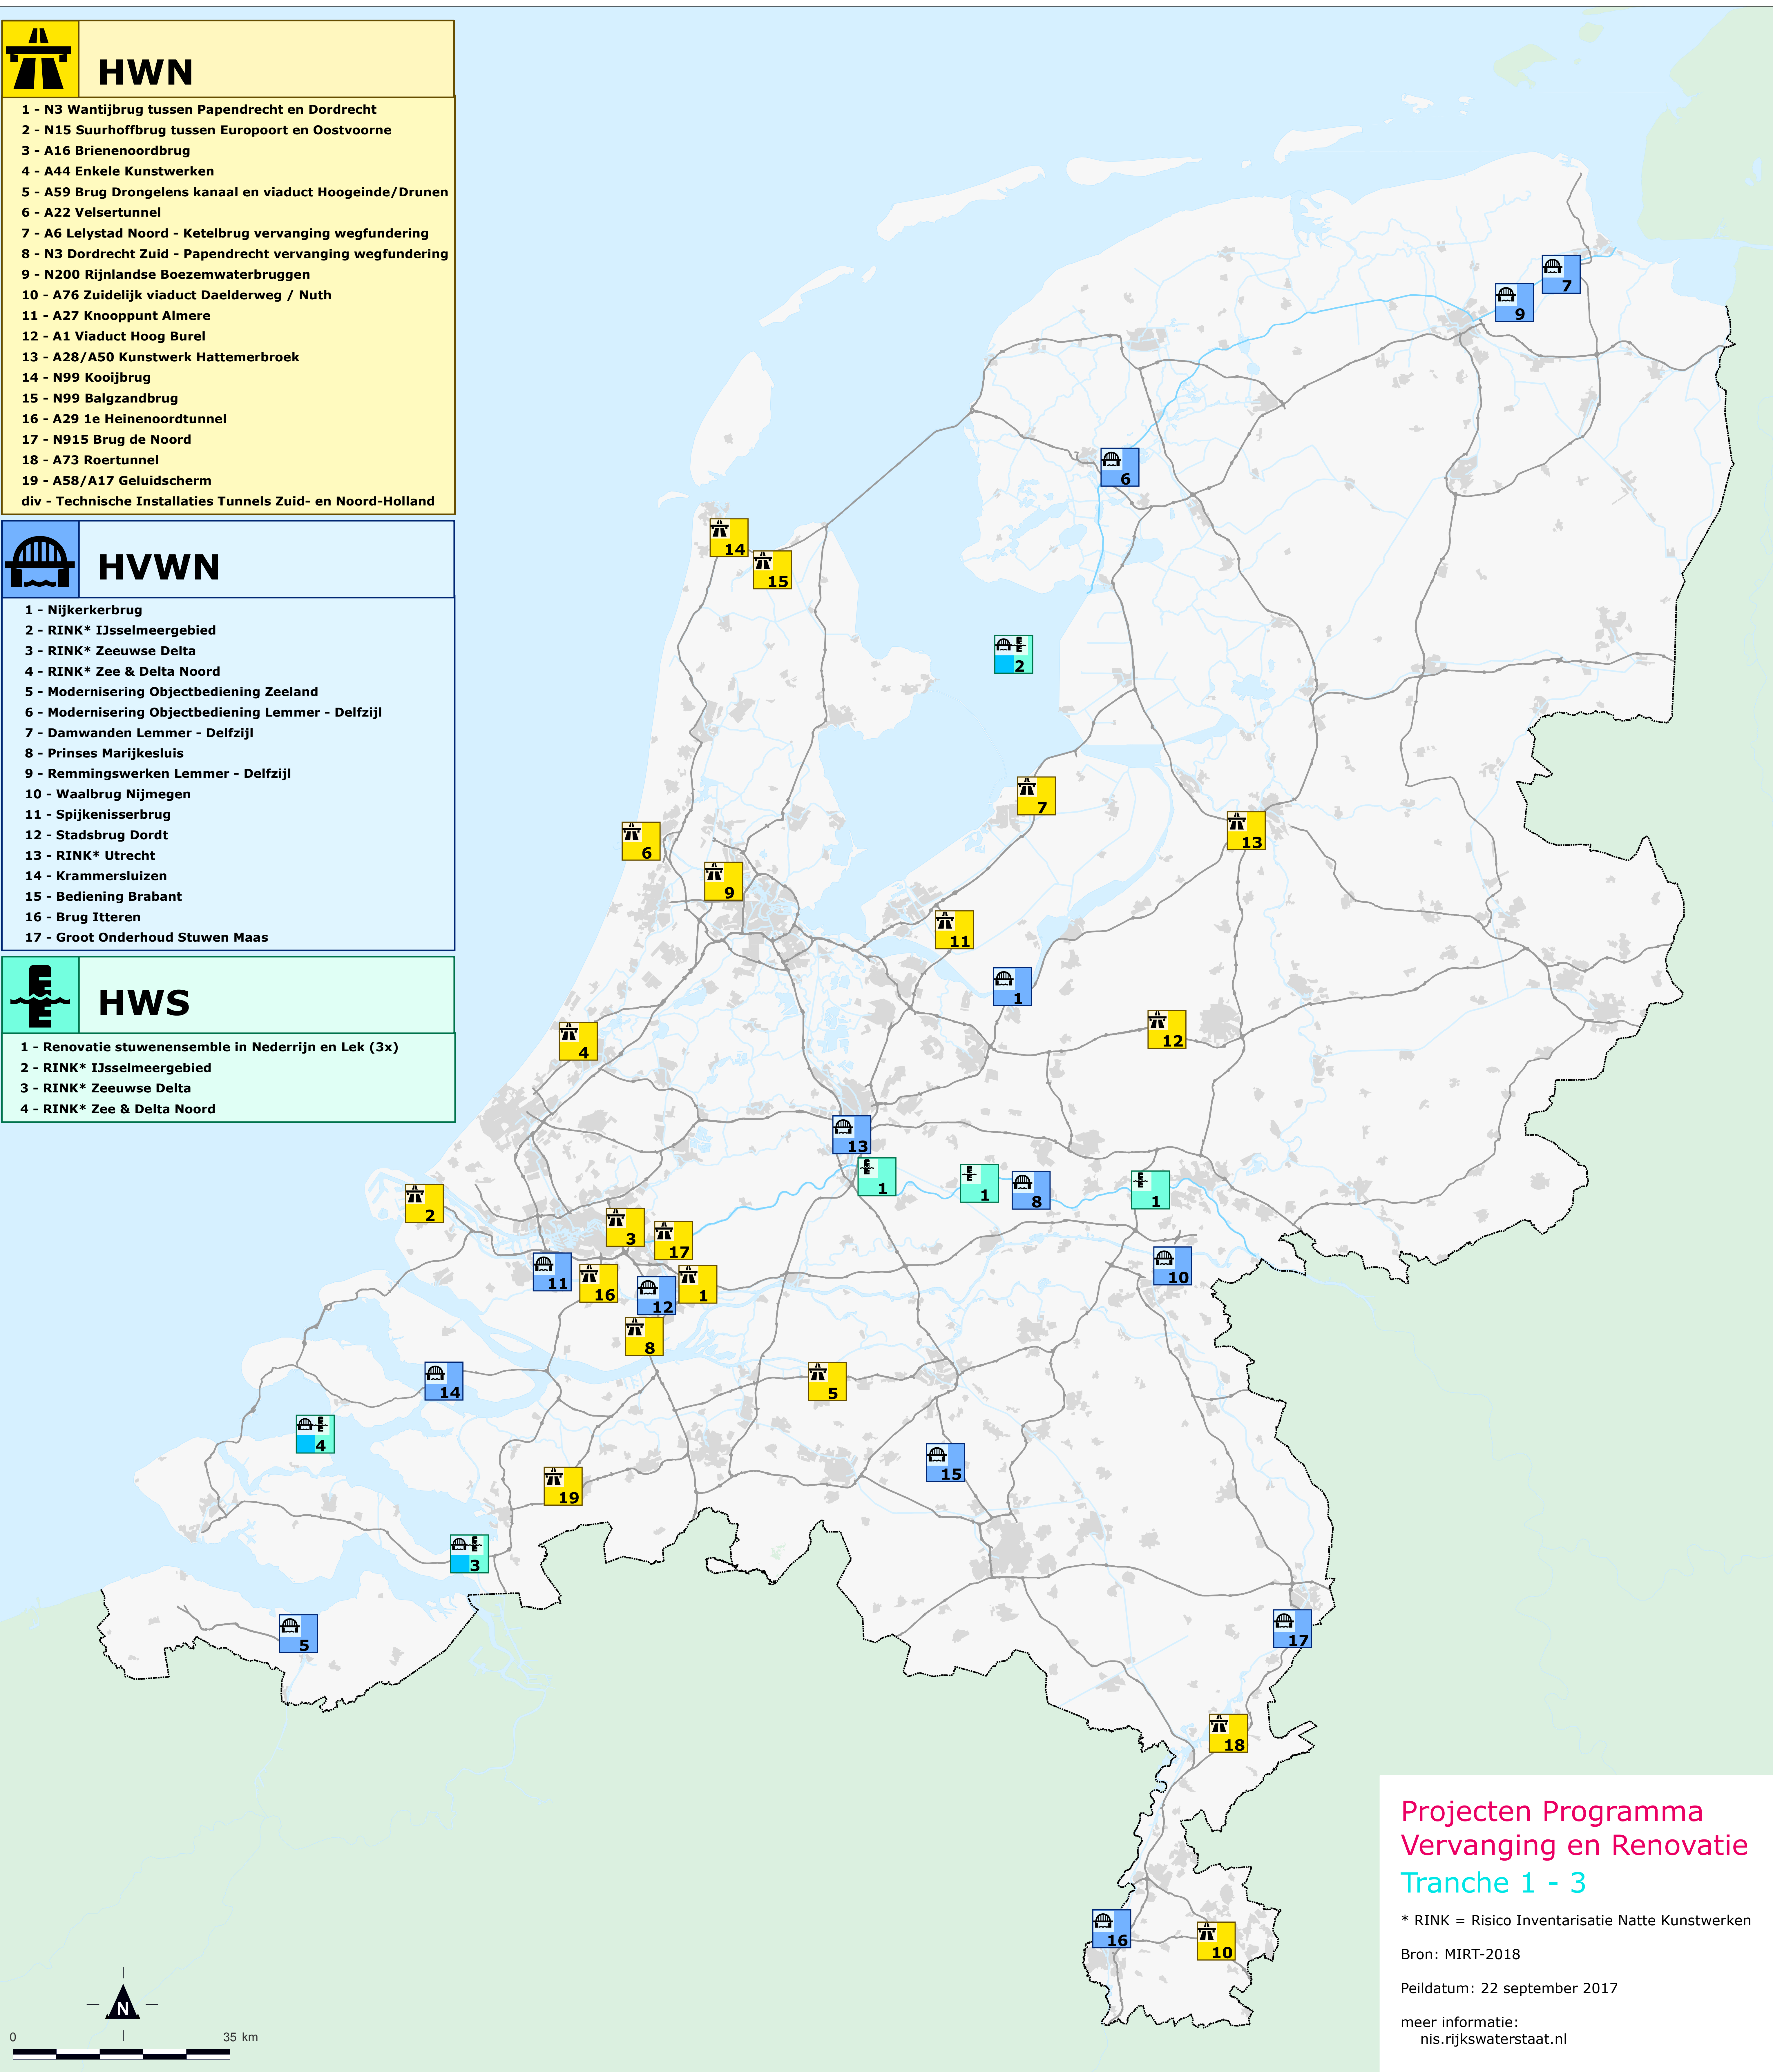 HWN
1 - N3 Wantijbrug tussen Papendrecht en Dordrecht
2 - N15 Suurhoffbrug tussen Europoort en Oostvoorne
3 - A16 Brienenoordbrug
4 - A44 Enkele Kunstwerken
5 - A59 Brug Drongelens kanaal en viaduct Hoogeinde/Drunen
6 - A22 Velsertunnel
7 - A6 Lelystad Noord - Ketelbrug vervanging wegfundering
8 - N3 Dordrecht Zuid - Papendrecht vervanging wegfundering
9 - N200 Rijnlandse Boezemwaterbruggen
10 - A76 Zuidelijk viaduct Daelderweg / Nuth
11 - A27 Knooppunt Almere
12 - A1 Viaduct Hoog Burel
13 - A28/A50 Kunstwerk Hattemerbroek
14 - N99 Kooijbrug
15 - N99 Balgzandbrug
16 - A29 1e Heinenoordtunnel
17 - N915 Brug de Noord
18 - A73 Roertunnel
19 - A58/A17 Geluidscherm
div - Technische Installaties Tunnels Zuid- en Noord-Holland
HVWN
1 - Nijkerkerbrug
2 - RINK* IJsselmeergebied
3 - RINK* Zeeuwse Delta
4 - RINK* Zee & Delta Noord
5 - Modernisering Objectbediening Zeeland
6 - Modernisering Objectbediening Lemmer - Delfzijl
7 - Damwanden Lemmer - Delfzijl
8 - Prinses Marijkesluis
9 - Remmingswerken Lemmer - Delfzijl
10 - Waalbrug Nijmegen
11 - Spijkenisserbrug
12 - Stadsbrug Dordt
13 - RINK* Utrecht
14 - Krammersluizen
15 - Bediening Brabant
16 - Brug Itteren
17 - Groot Onderhoud Stuwen Maas
HWS
1 - Renovatie stuwenensemble in Nederrijn en Lek (3x)
2 - RINK* IJsselmeergebied
3 - RINK* Zeeuwse Delta
4 - RINK* Zee & Delta Noord
7
9
6
14
15
2
7
13
6
9
11
1
12
4
13
1
1
8
1
2
3
17
11
16
12
1
10
8
14
5
4
15
19
3
5
17
18
16
10
Projecten Programma
Vervanging en Renovatie
Tranche 1 - 3
* RINK = Risico Inventarisatie Natte Kunstwerken
Bron: MIRT-2018
Peildatum: 22 september 2017
meer informatie:
nis.rijkswaterstaat.nl
N
0 35 km